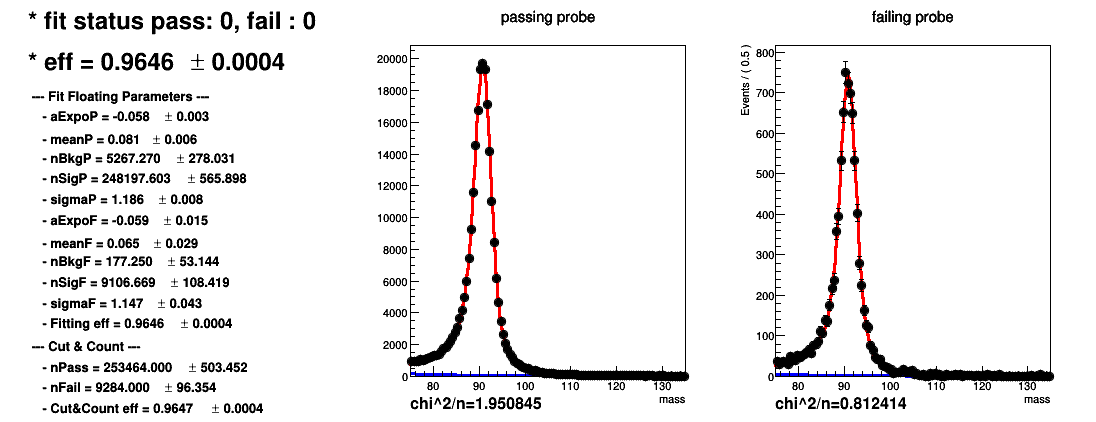 * fit status pass: 0, fail : 0
* eff = 0.9646 ± 0.0004
--- Fit Floating Parameters ---
- aExpoP = -0.058 ± 0.003
- meanP = 0.081 ± 0.006
- nBkgP = 5267.270 ± 278.031
- nSigP = 248197.603 ± 565.898
- sigmaP = 1.186 ± 0.008
- aExpoF = -0.059 ± 0.015
- meanF = 0.065 ± 0.029
- nBkgF = 177.250 ± 53.144
- nSigF = 9106.669 ± 108.419
- sigmaF = 1.147 ± 0.043
- Fitting eff = 0.9646 ± 0.0004
--- Cut & Count ---
- nPass = 253464.000 ± 503.452
- nFail = 9284.000 ± 96.354
- Cut&Count eff = 0.9647 ± 0.0004
passing probe
20000
18000
16000
14000
12000
10000
8000
6000
4000
2000
0
80 90 100 110 120 130
mass
chi^2/n=1.950845
failing probe
Events / ( 0.5 )
800
700
600
500
400
300
200
100
0
80 90 100 110 120 130
mass
chi^2/n=0.812414